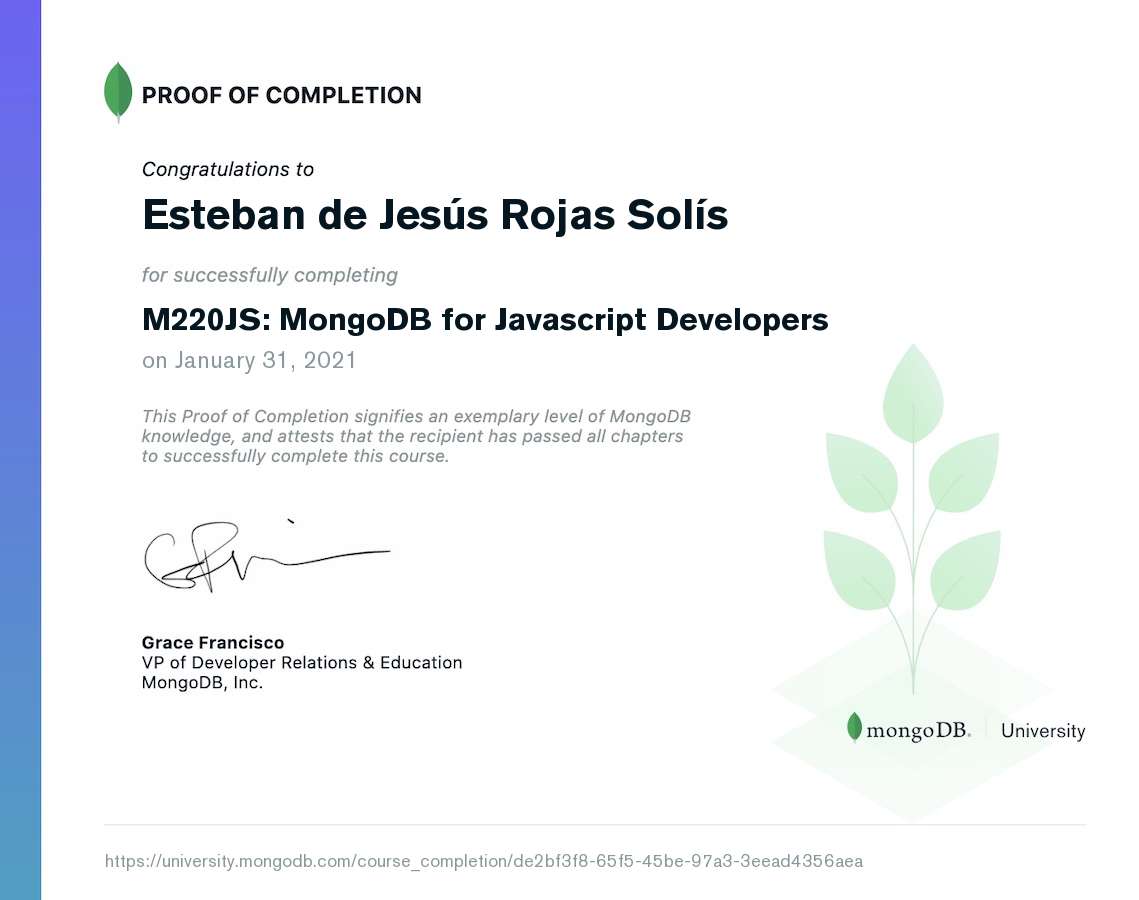 PROOF OF COMPLETION
Congratulations to
Esteban de Jesús Rojas Solís
for successfully completing
M220JS: MongoDB for Javascript Developers
on January 31, 2021
This Proof of Completion signifies an exemplary level of MongoDB
knowledge, and attests that the recipient has passed all chapters
to successfully complete this course.
Grace Francisco
VP of Developer Relations & Education
MongoDB, Inc.
mongoDB. University
https://university.mongodb.com/course_completion/de2bf3f8-65f5-45be-97a3-3eead4356aea